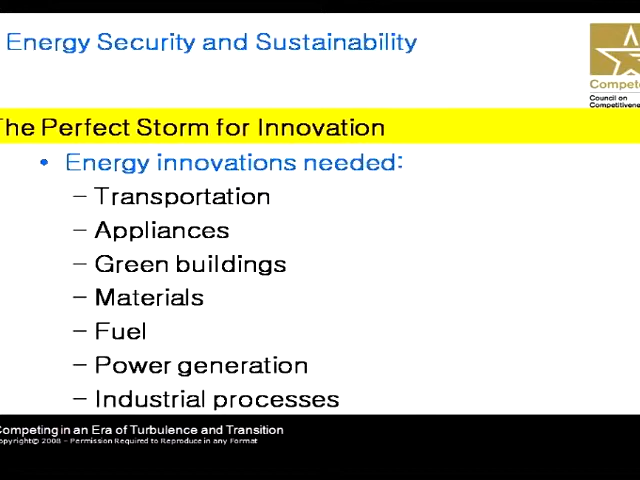 Energy Security and Sustainability
Compete
Council on
Competitivene
The Perfect Storm for Innovation
• Energy innovations needed:
– Transportation
– Appliances
– Green buildings
– Materials
– Fuel
– Power generation
– Industrial processes
Competing in an Era of Turbulence and Transition
Copyright© 2008 – Permission Required to Reproduce in any Format